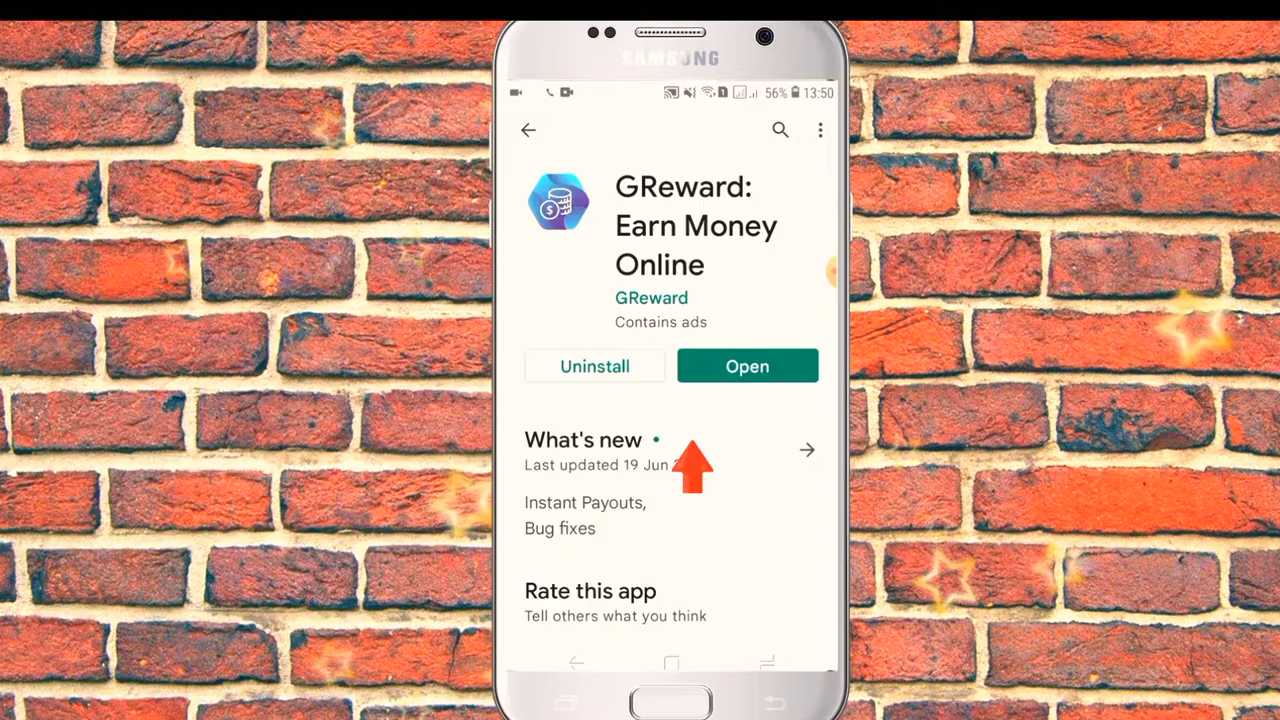 SAMSUNG
56% 13:50
GReward:
Earn Money
Online
GReward
Contains ads
Uninstall
Open
What's new
Last updated 19 Jun
Instant Payouts,
Bug fixes
Rate this app
Tell others what you think